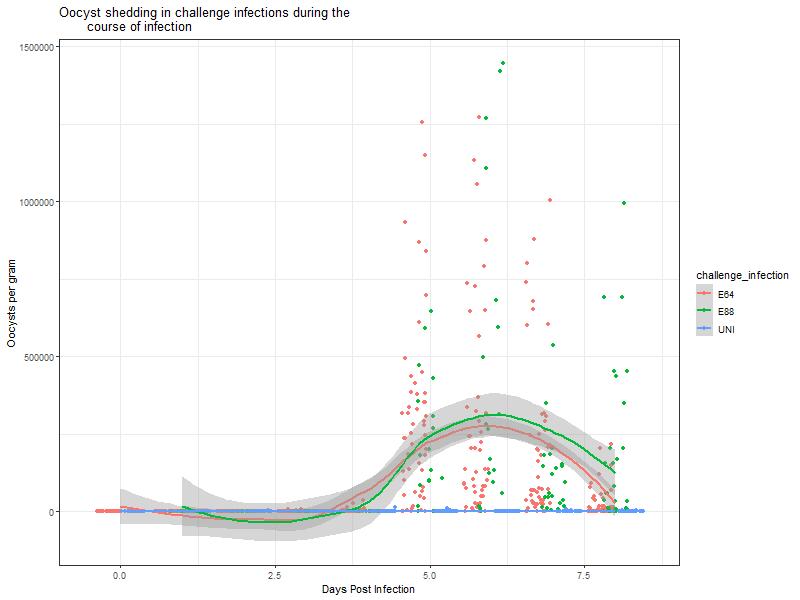 Oocyst shedding in challenge infections during the
course of infection
Oocysts per gram
1500000
1000000
500000
0
0.0
2.5
5.0
7.5
Days Post Infection
challenge_infection
E64
E88
UNI